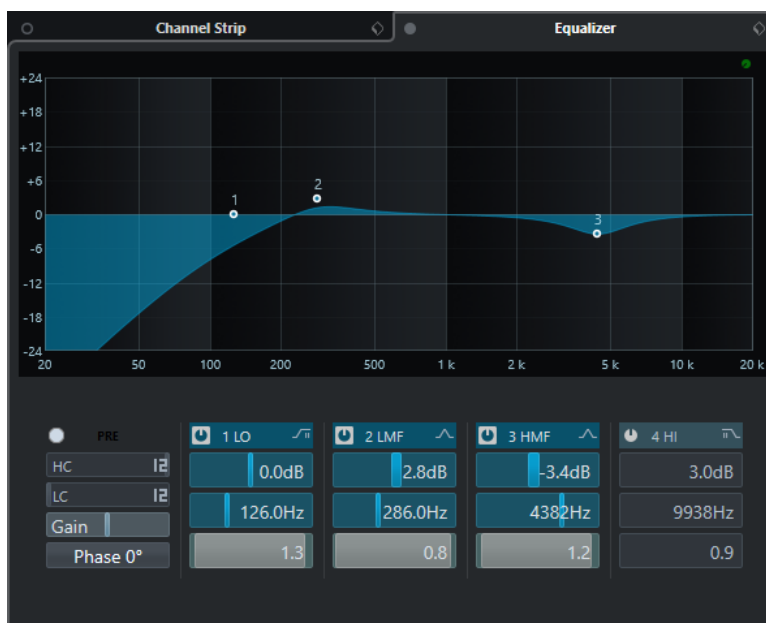 Channel Strip Equalizer
+24
+18
+12
+6
0
-6
-12
-18
-24
1
2
3
20 50 100 200 500 1 k 2 k 5 k 10 k 20 k
PRE 1 LO 2 LMF 3 HMF 4 HI
HC 12 0.0dB 2.8dB -3.4dB 3.0dB
LC 12 126.0Hz 286.0Hz 4382Hz 9938Hz
Gain 1.3 0.8 1.2 0.9
Phase 0°